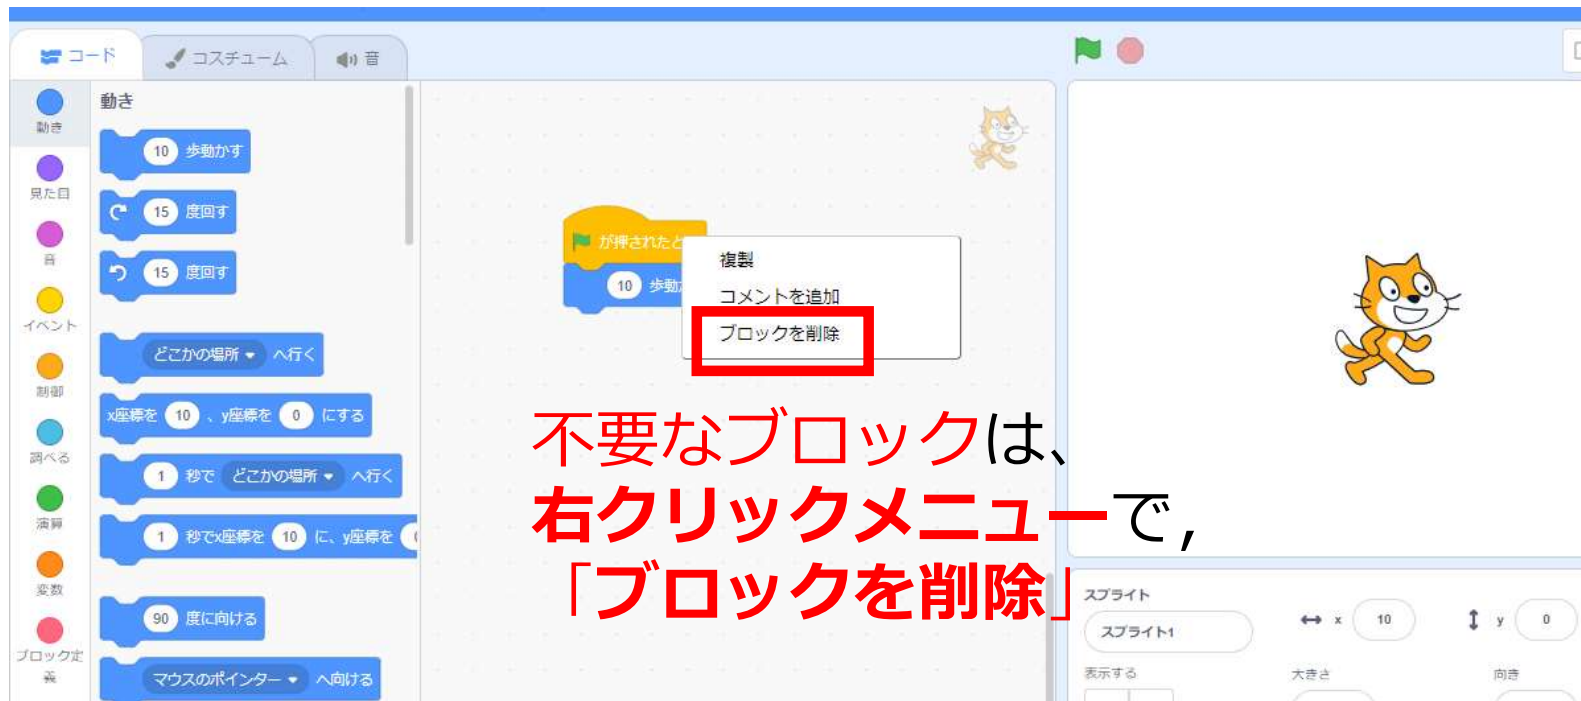 コード
コスチューム
音
動き
見た目
音
イベント
制御
調べる
演算
変数
ブロック定
義
動き
10 歩動かす
15 度回す
15 度回す
どこかの場所 へ行く
x座標を 10 、y座標を 0 にする
1 秒で どこかの場所 へ行く
1 秒でx座標を 10 に、y座標を
90 度に向ける
マウスのポインター へ向ける
が押されたと
10 歩動
複製
コメントを追加
ブロックを削除
不要なブロックは、
右クリックメニューで,
「ブロックを削除」
スプライト
スプライト1
x 10
y 0
表示する
大きさ
向き